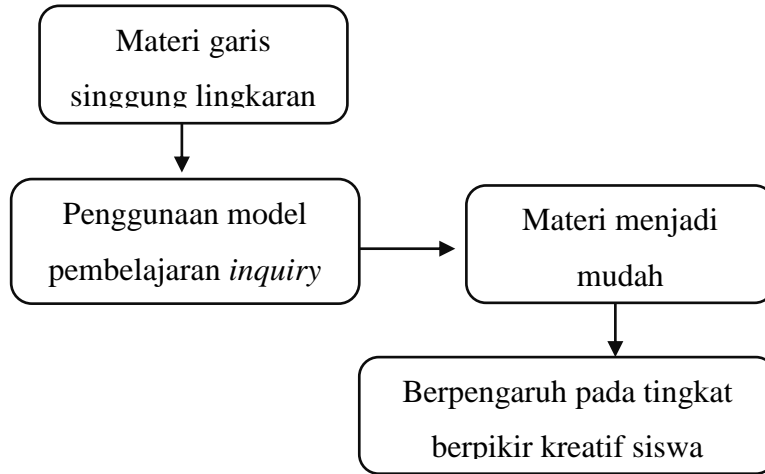 Materi garis
singgung lingkaran
Penggunaan model
pembelajaran inquiry
Materi menjadi
mudah
Berpengaruh pada tingkat
berpikir kreatif siswa